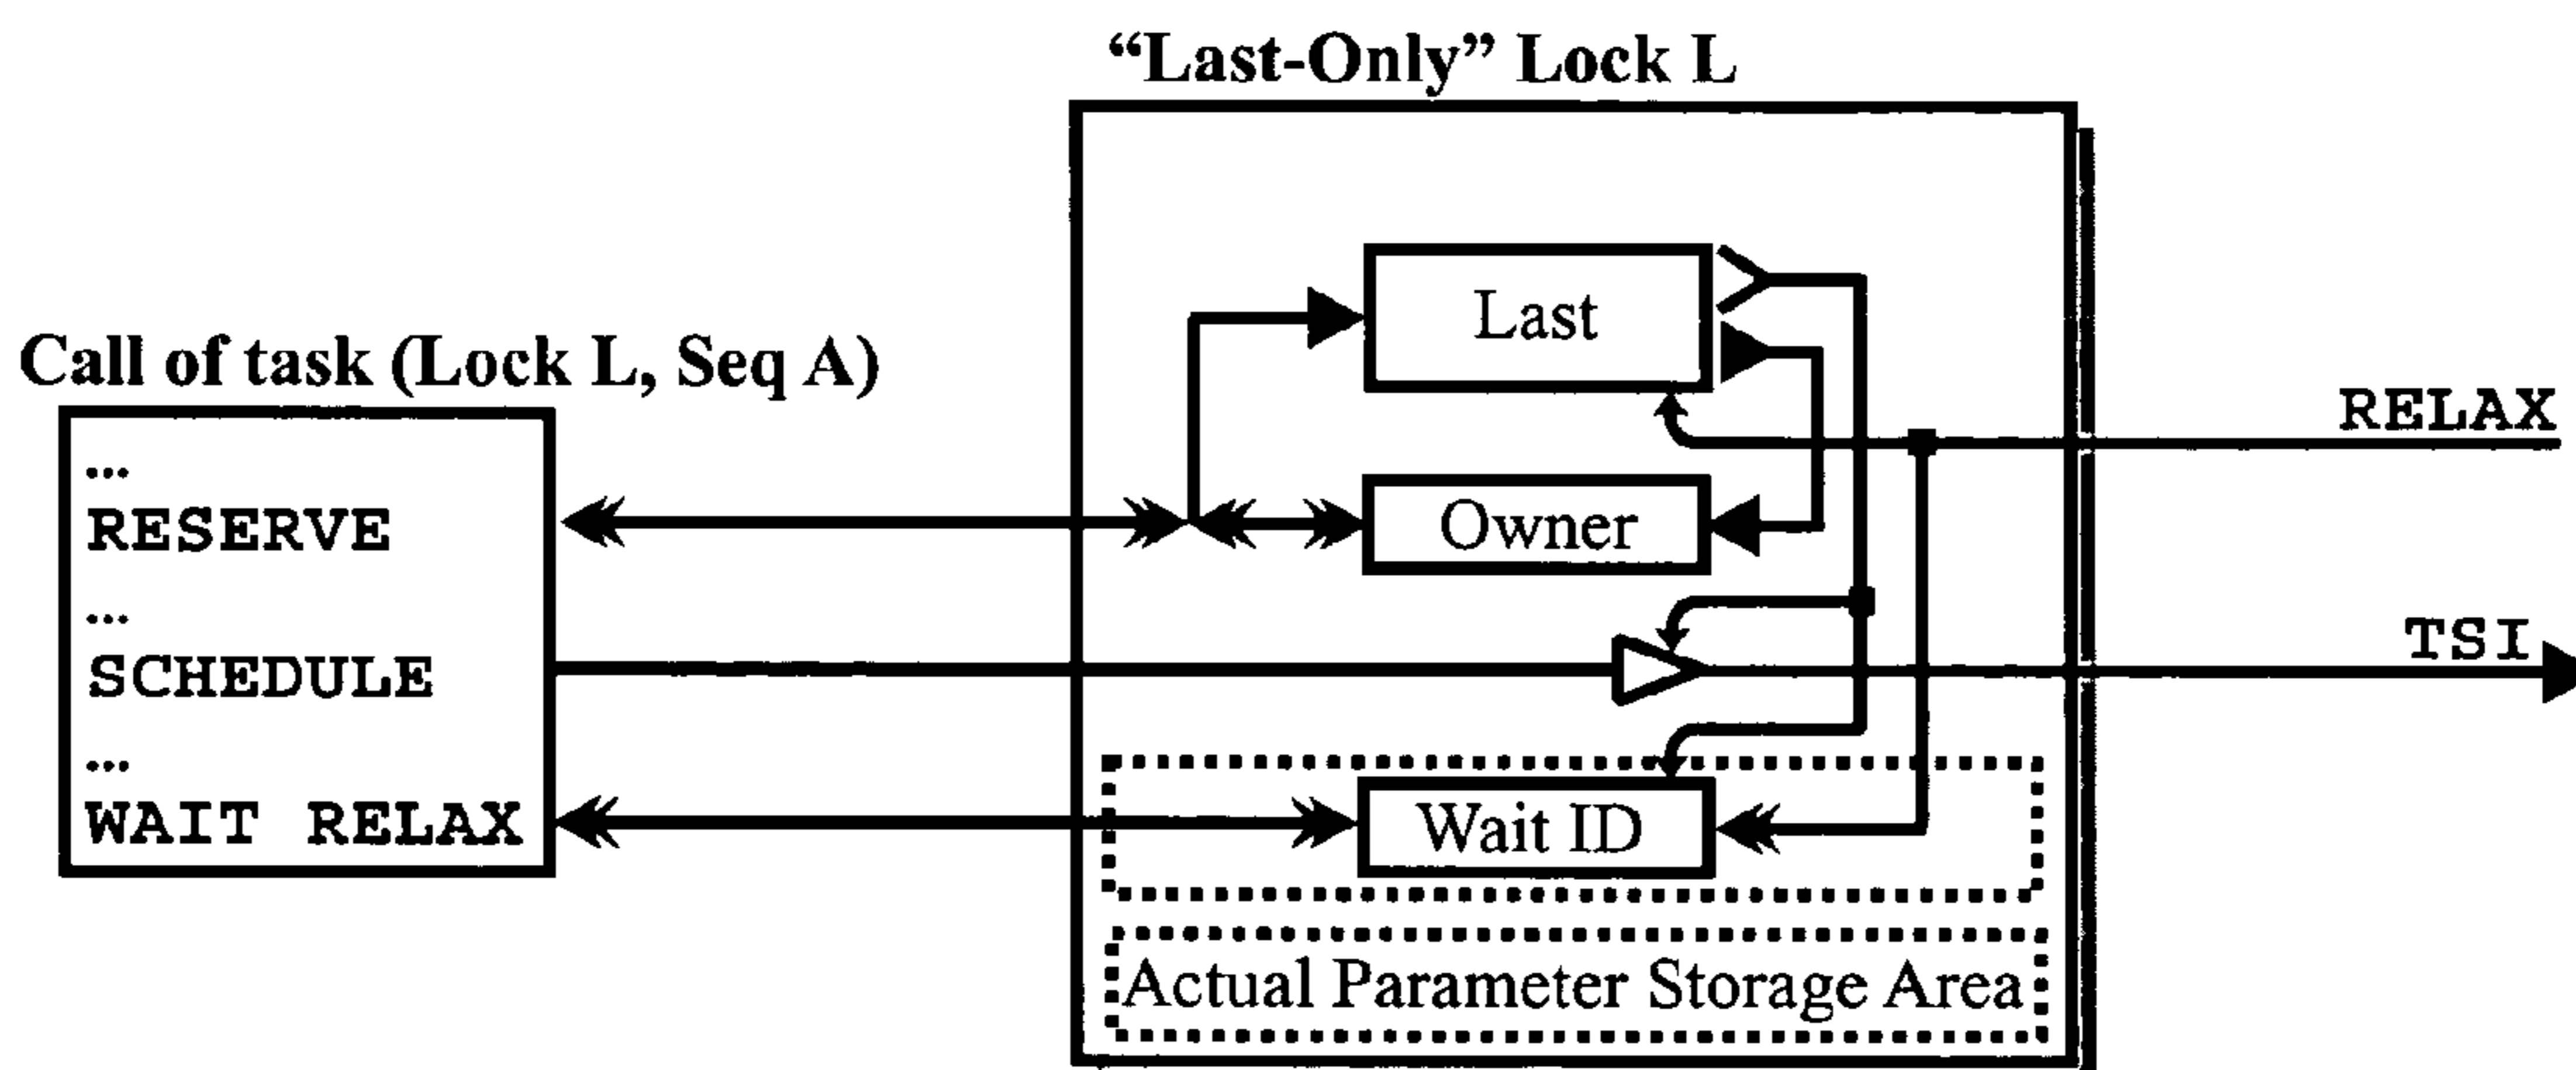 “Last-Only” Lock L
Call of task (Lock L, Seq A)
...
RESERVE
...
SCHEDULE
...
WAIT RELAX
Last
Owner
Wait ID
Actual Parameter Storage Area
RELAX
TSI